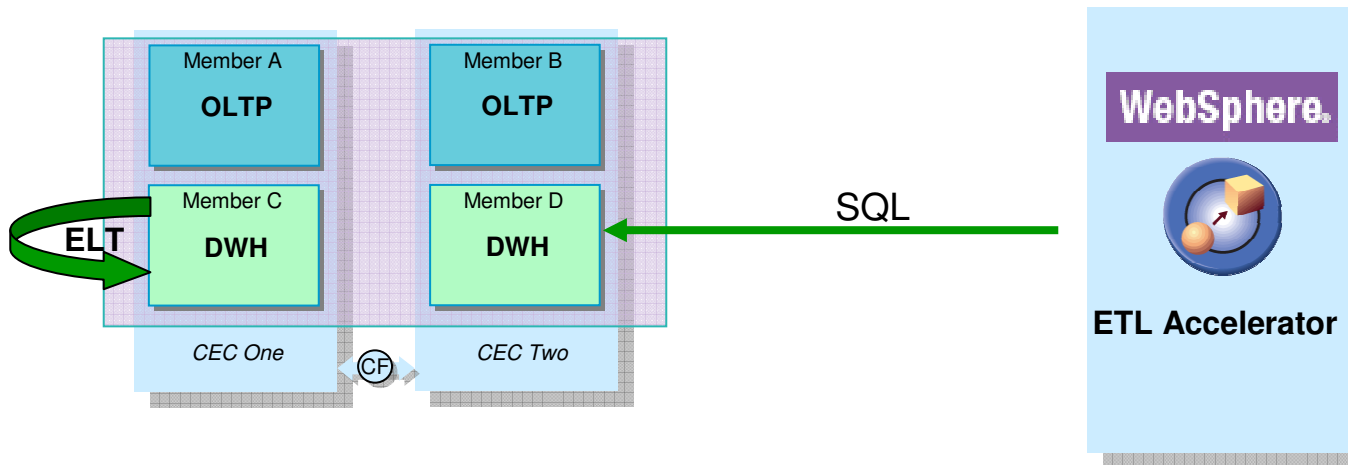 Member A
OLTP
Member B
OLTP
Member C
DWH
Member D
DWH
ELT
SQL
CEC One
CF
CEC Two
WebSphere®
ETL Accelerator